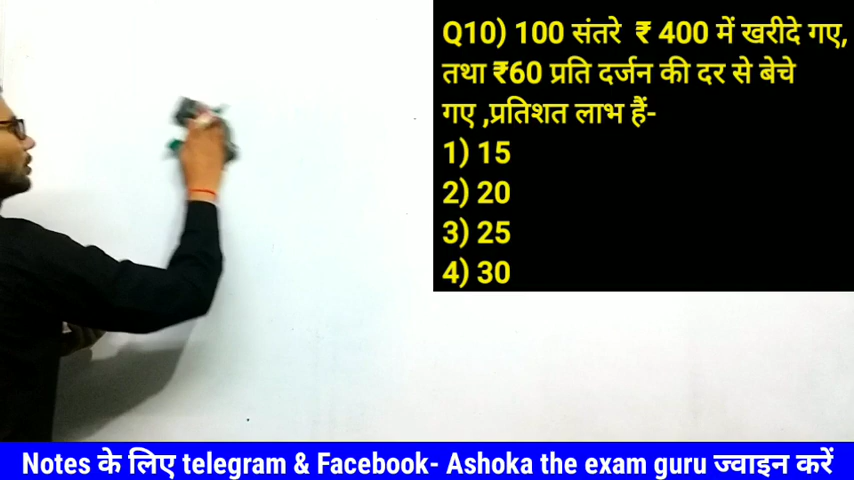 Q10) 100 संतरे ₹ 400 में खरीदे गए,
तथा ₹60 प्रति दर्जन की दर से बेचे
गए ,प्रतिशत लाभ हैं-
1) 15
2) 20
3) 25
4) 30
Notes के लिए telegram & Facebook- Ashoka the exam guru ज्वाइन करें